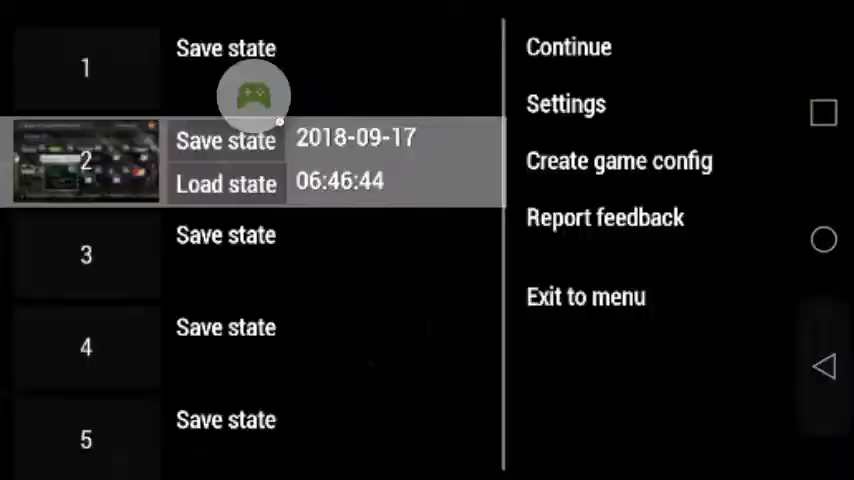 1
Save state
2
Save state
2018-09-17
Load state
06:46:44
3
Save state
4
Save state
5
Save state
Continue
Settings
Create game config
Report feedback
Exit to menu